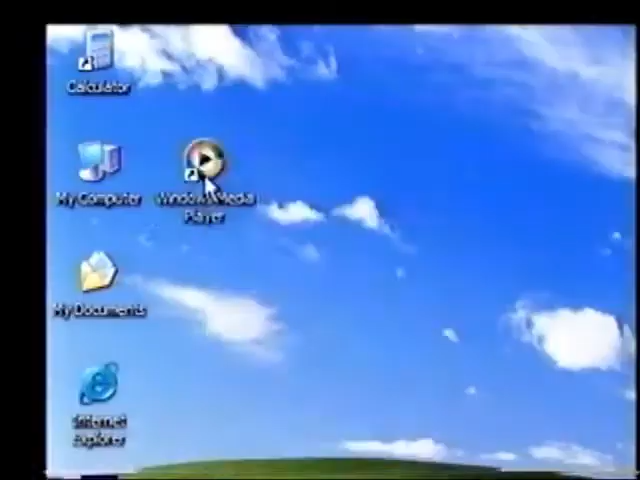 Calculator
My Computer
Windows Media
Player
My Documents
Internet
Explorer